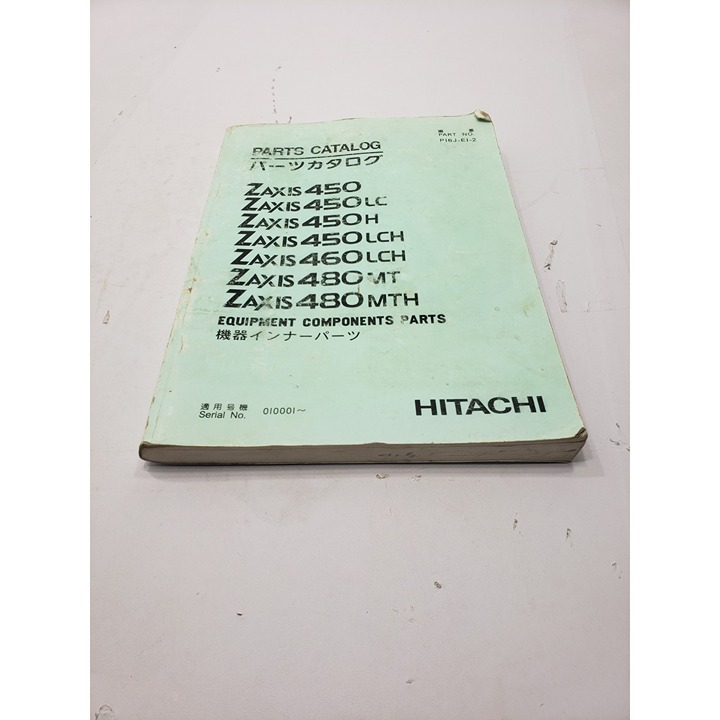 PARTS CATALOG
パーツカタログ
PART NO.
P16J-E1-2
ZAXIS 450
ZAXIS 450LC
ZAXIS 450H
ZAXIS 450LCH
ZAXIS 460LCH
ZAXIS 480MT
ZAXIS 480MTH
EQUIPMENT COMPONENTS PARTS
機器インナーパーツ
適用号機
Serial No. 010001～
HITACHI